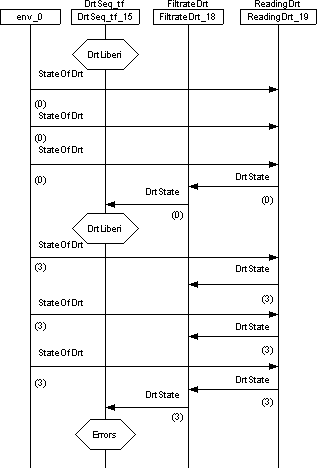 DrtSeq_tf FiltrateDrt ReadingDrt
env_0 DrtSeq_tf_15 FiltrateDrt_18 ReadingDrt_19
DrtLiberi
StateOfDrt
(0)
StateOfDrt
(0)
StateOfDrt
(0)
DrtState
(0)
DrtState
(0)
DrtLiberi
StateOfDrt
(3)
DrtState
(3)
StateOfDrt
(3)
DrtState
(3)
StateOfDrt
(3)
DrtState
(3)
DrtState
(3)
Errors